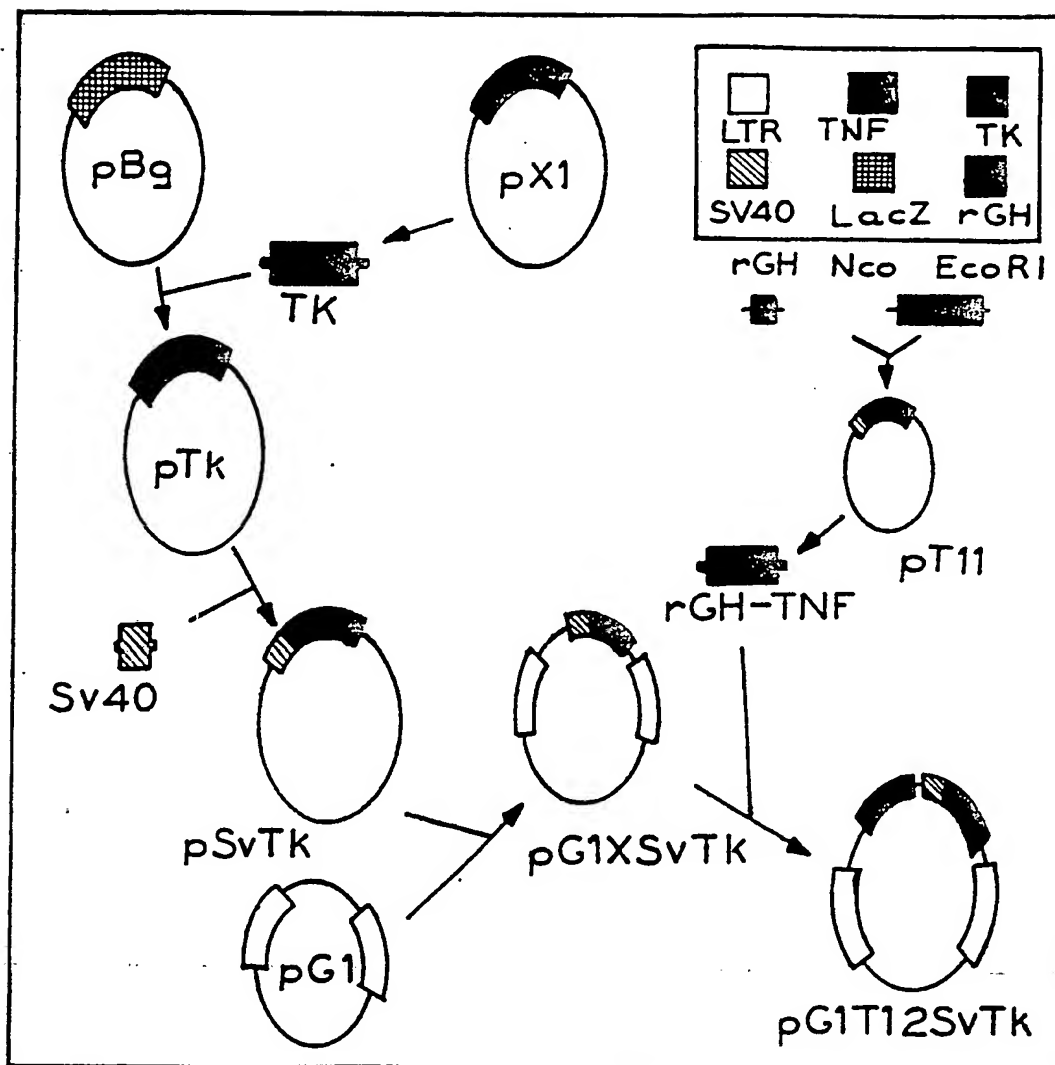 pBg
pX1
LTR TNF TK
SV40 LacZ rGH
rGH Nco EcoRI
TK
pTk
pT11
rGH-TNF
Sv40
pSvTk
pG1XSvTk
pG1
pG1T12SvTk